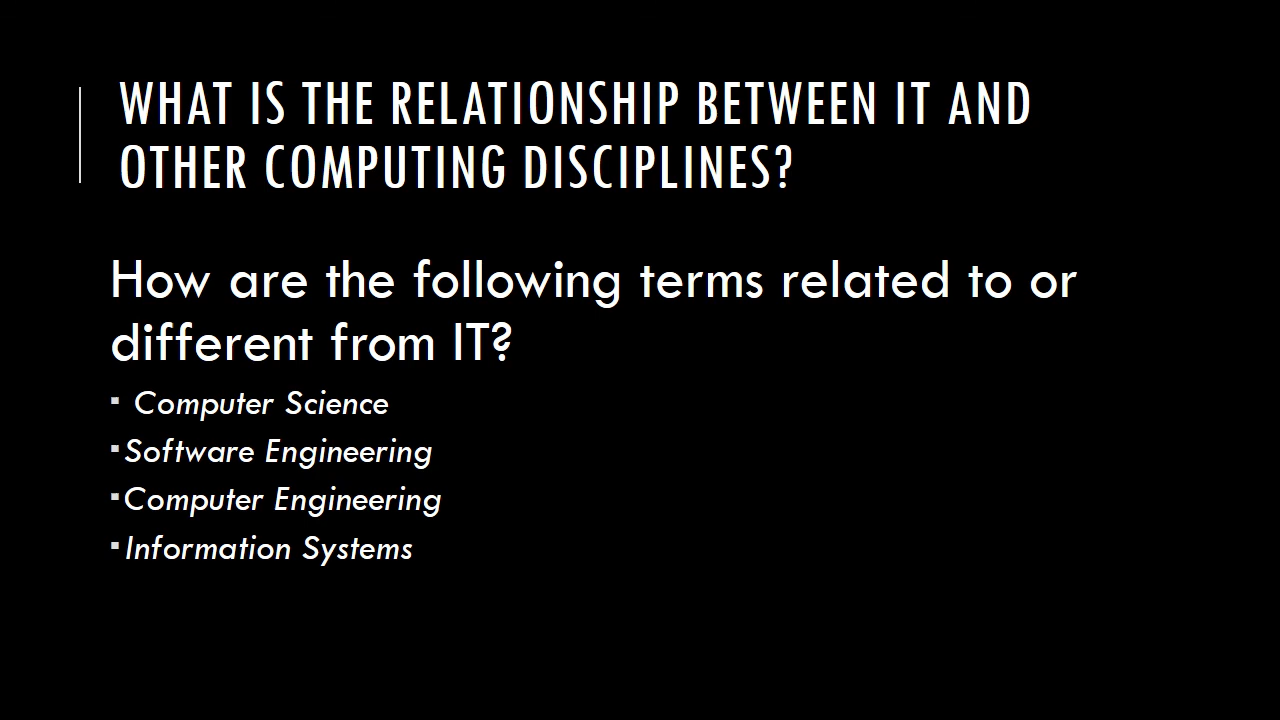 WHAT IS THE RELATIONSHIP BETWEEN IT AND
OTHER COMPUTING DISCIPLINES?
How are the following terms related to or
different from IT?
▪ Computer Science
▪Software Engineering
▪Computer Engineering
▪Information Systems